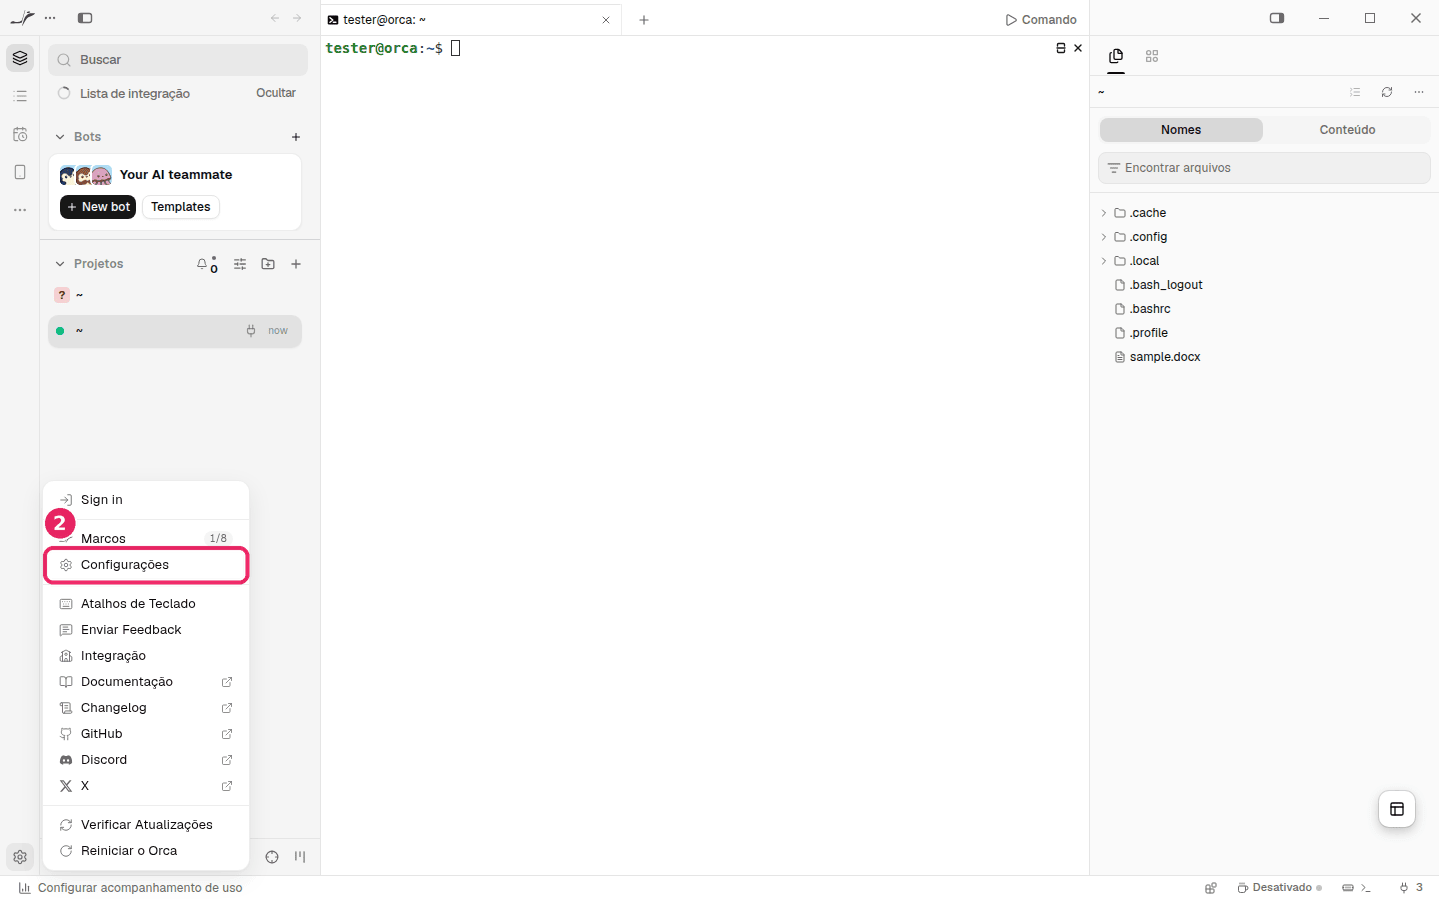 tester@orca: ~
Comando
Buscar
Lista de integração
Ocultar
Bots
Your AI teammate
New bot
Templates
Projetos
0
? ~
~
now
Sign in
2
Marcos
1/8
Configurações
Atalhos de Teclado
Enviar Feedback
Integração
Documentação
Changelog
GitHub
Discord
X
Verificar Atualizações
Reiniciar o Orca
tester@orca:~$
~
Nomes
Conteúdo
Encontrar arquivos
.cache
.config
.local
.bash_logout
.bashrc
.profile
sample.docx
Configurar acompanhamento de uso
Desativado
3